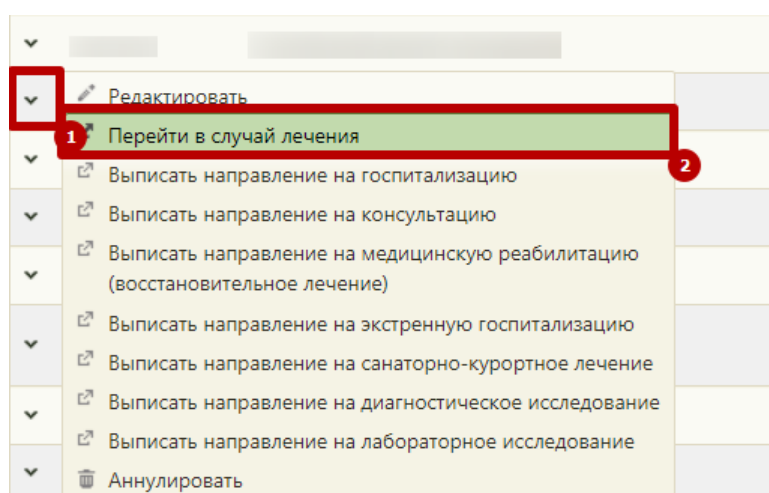 Редактировать
1
Перейти в случай лечения
2
Выписать направление на госпитализацию
Выписать направление на консультацию
Выписать направление на медицинскую реабилитацию
(восстановительное лечение)
Выписать направление на экстренную госпитализацию
Выписать направление на санаторно-курортное лечение
Выписать направление на диагностическое исследование
Выписать направление на лабораторное исследование
Аннулировать